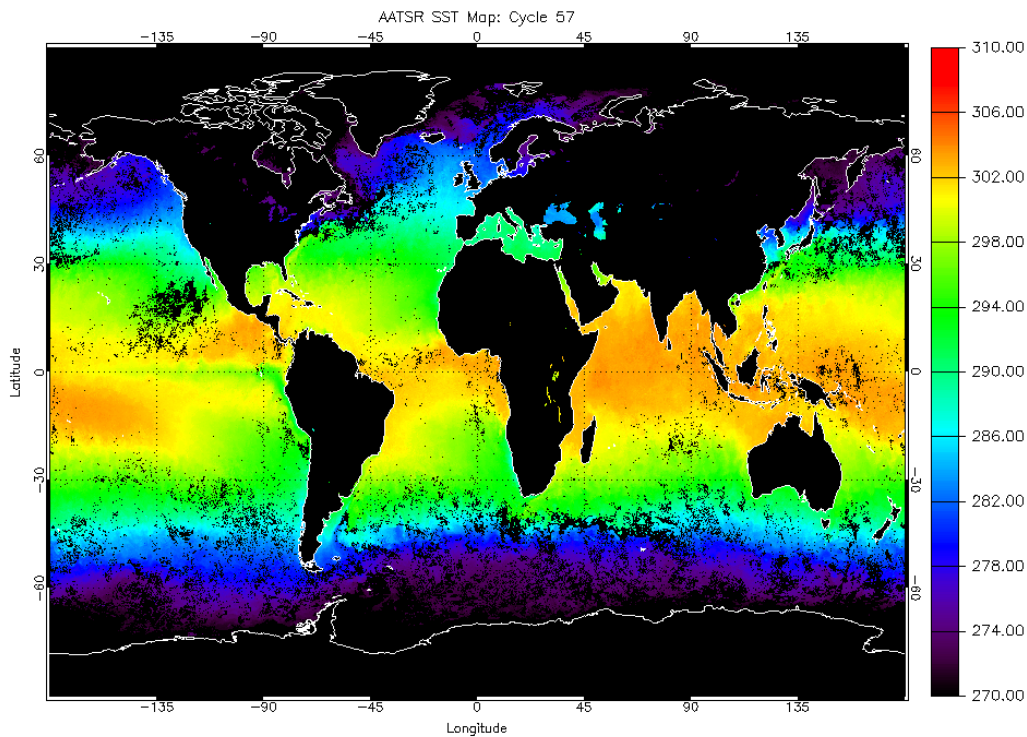 AATSR SST Map: Cycle 57
−135 −90 −45 0 45 90 135
310.00
306.00
60 60 302.00
298.00
30 30
294.00
Latitude 0 0 290.00
286.00
−30 −30
282.00
278.00
−60 −60
274.00
270.00
−135 −90 −45 0 45 90 135
Longitude